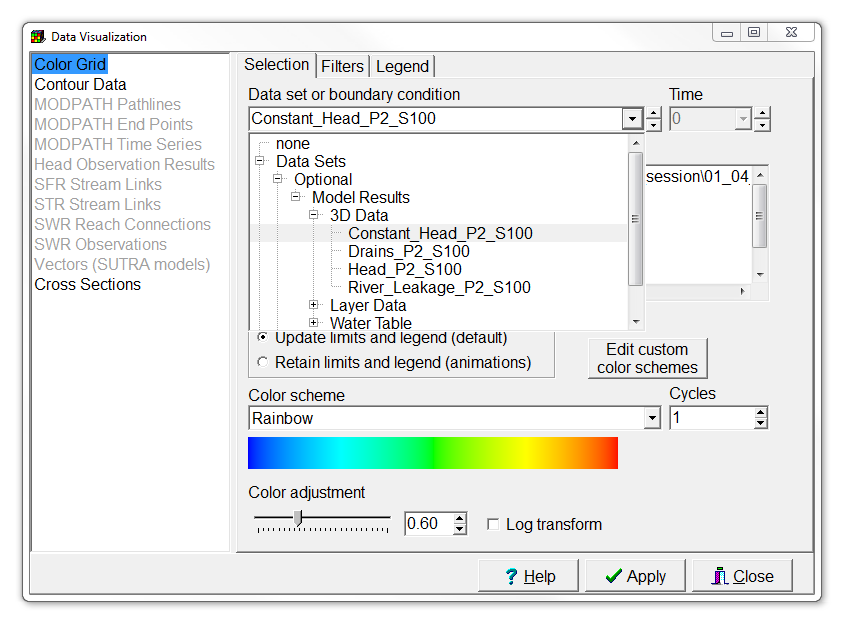 Data Visualization
Color Grid
Contour Data
MODPATH Pathlines
MODPATH End Points
MODPATH Time Series
Head Observation Results
SFR Stream Links
STR Stream Links
SWR Reach Connections
SWR Observations
Vectors (SUTRA models)
Cross Sections
Selection Filters Legend
Data set or boundary condition Time
Constant_Head_P2_S100 0
none
Data Sets
Optional
session\01_04_
Model Results
3D Data
Constant_Head_P2_S100
Drains_P2_S100
Head_P2_S100
River_Leakage_P2_S100
Layer Data
Water Table
Update limits and legend (default)
Retain limits and legend (animations)
Edit custom
color schemes
Color scheme Cycles
Rainbow 1
Color adjustment
0.60 Log transform
? Help Apply Close